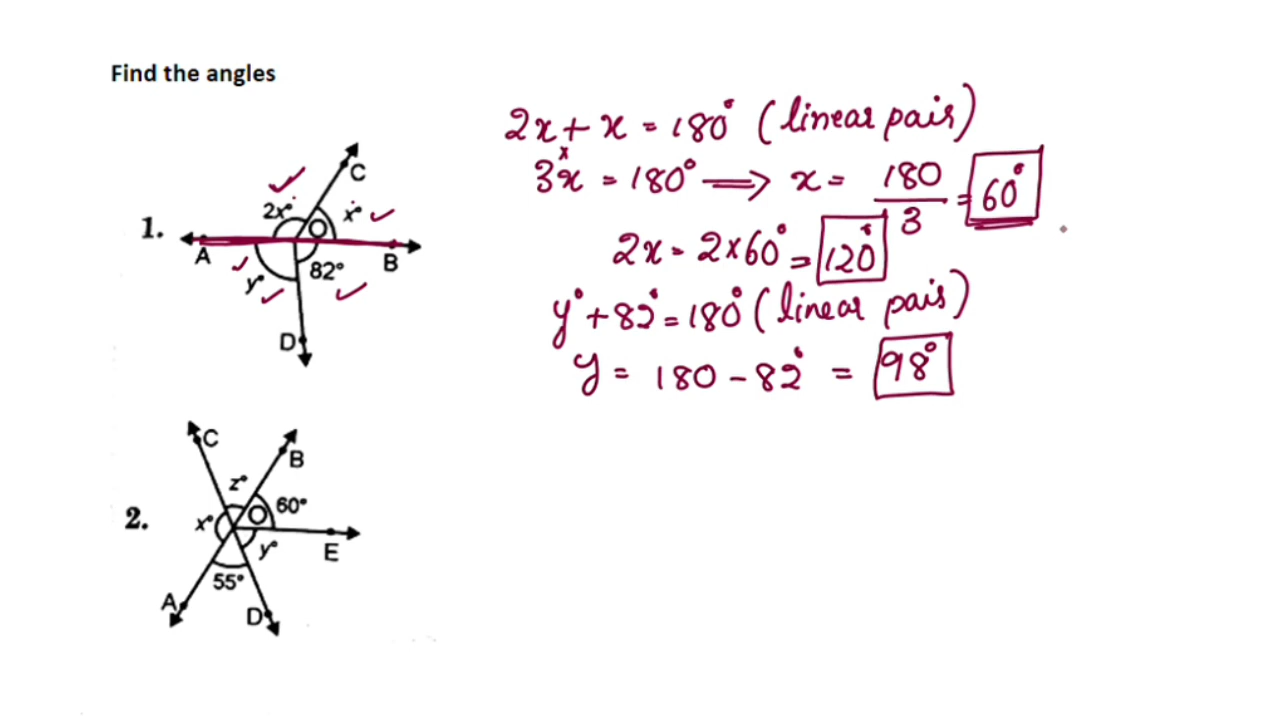 Find the angles
2x + x = 180° (linear pair)
3x = 180° ⟹ x = 180/3 = 60°
2x = 2×60° = 120°
y° + 82° = 180° (linear pair)
y = 180 - 82° = 98°
1.
C
2x°
x°
O
A
B
y°
82°
D
2.
C
B
z°
60°
O
x°
y°
E
55°
A
D